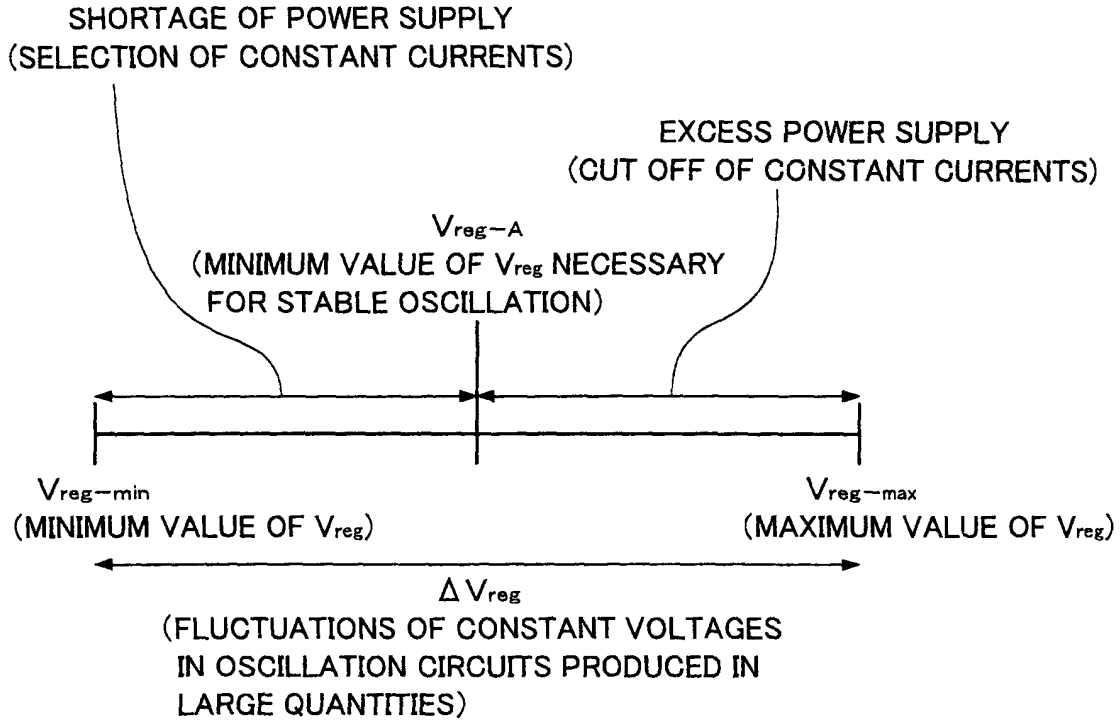 SHORTAGE OF POWER SUPPLY
(SELECTION OF CONSTANT CURRENTS)
EXCESS POWER SUPPLY
(CUT OFF OF CONSTANT CURRENTS)
Vreg-A
(MINIMUM VALUE OF Vreg NECESSARY
FOR STABLE OSCILLATION)
Vreg-min
(MINIMUM VALUE OF Vreg)
Vreg-max
(MAXIMUM VALUE OF Vreg)
Δ Vreg
(FLUCTUATIONS OF CONSTANT VOLTAGES
IN OSCILLATION CIRCUITS PRODUCED IN
LARGE QUANTITIES)